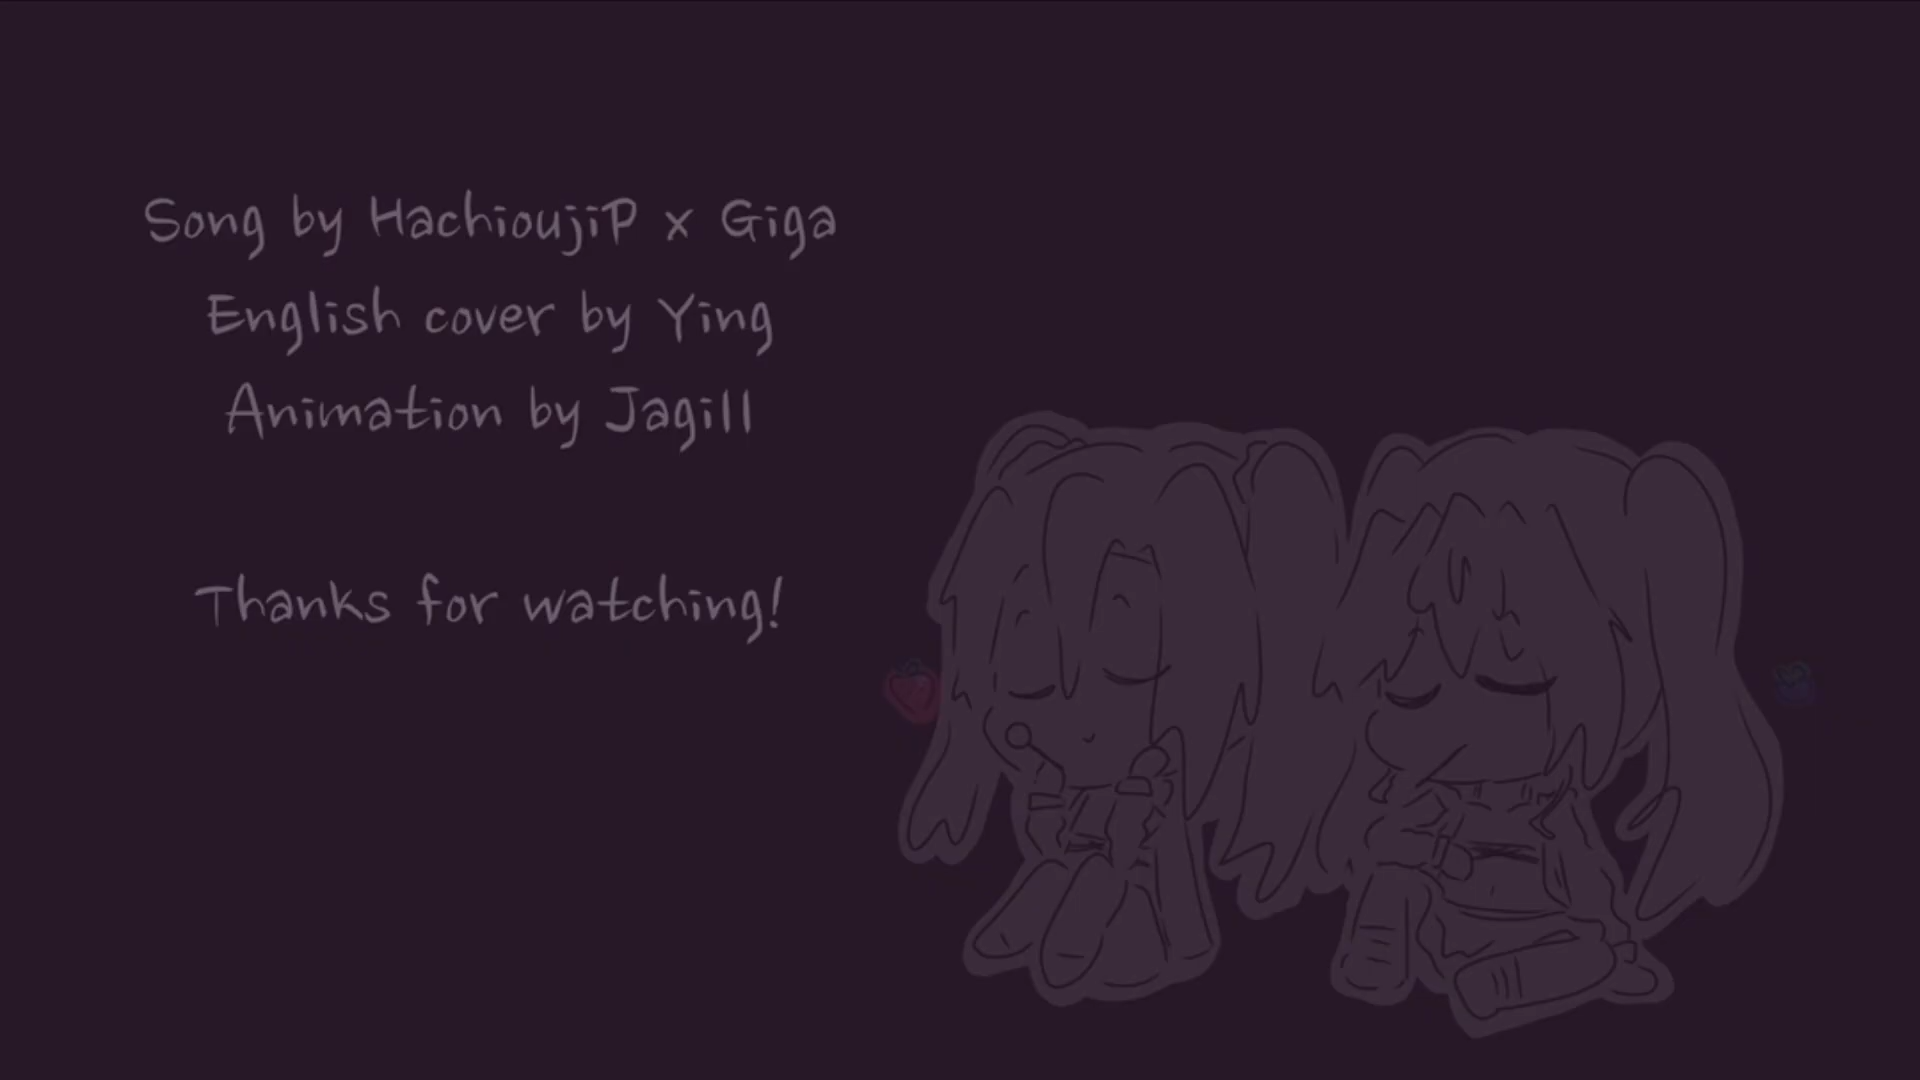 Song by HachioujiP x Giga
English cover by Ying
Animation by Jagill
Thanks for watching!